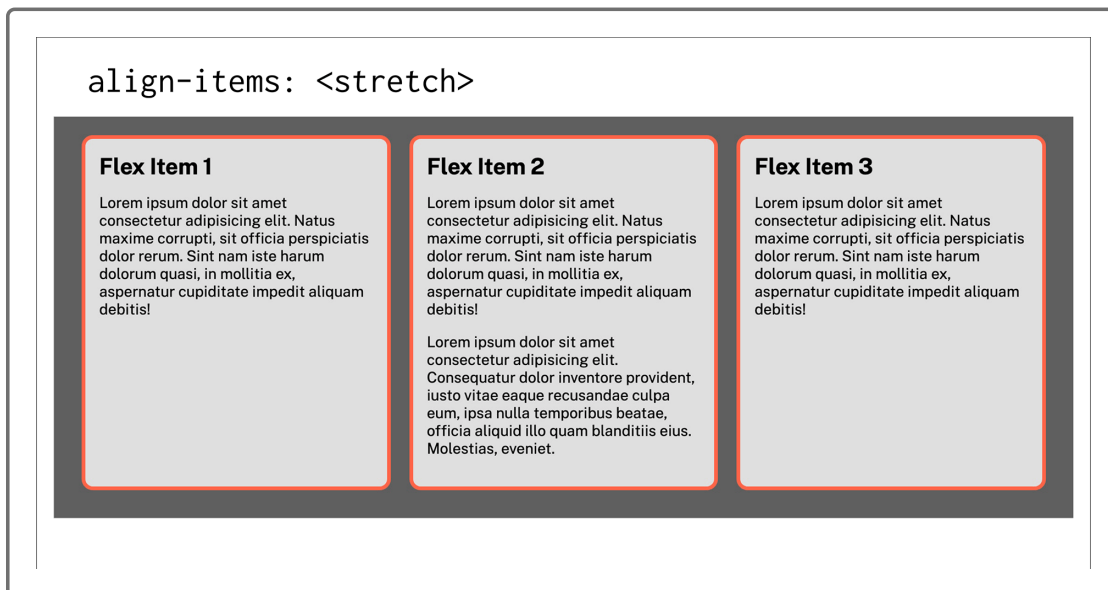 align-items: <stretch>
Flex Item 1
Lorem ipsum dolor sit amet
consectetur adipisicing elit. Natus
maxime corrupti, sit officia perspiciatis
dolor rerum. Sint nam iste harum
dolorum quasi, in mollitia ex,
aspernatur cupiditate impedit aliquam
debitis!
Flex Item 2
Lorem ipsum dolor sit amet
consectetur adipisicing elit. Natus
maxime corrupti, sit officia perspiciatis
dolor rerum. Sint nam iste harum
dolorum quasi, in mollitia ex,
aspernatur cupiditate impedit aliquam
debitis!
Lorem ipsum dolor sit amet
consectetur adipisicing elit.
Consequatur dolor inventore provident,
iusto vitae eaque recusandae culpa
eum, ipsa nulla temporibus beatae,
officia aliquid illo quam blanditiis eius.
Molestias, eveniet.
Flex Item 3
Lorem ipsum dolor sit amet
consectetur adipisicing elit. Natus
maxime corrupti, sit officia perspiciatis
dolor rerum. Sint nam iste harum
dolorum quasi, in mollitia ex,
aspernatur cupiditate impedit aliquam
debitis!